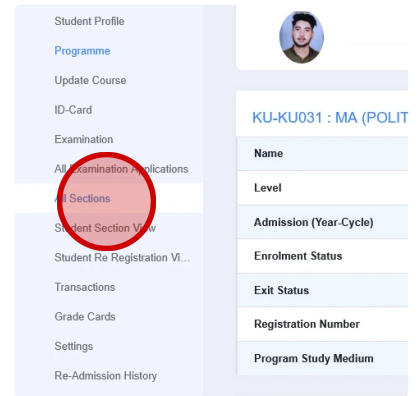 Student Profile
Programme
Update Course
ID-Card
Examination
All Examination Applications
All Sections
Student Section View
Student Re Registration Vi...
Transactions
Grade Cards
Settings
Re-Admission History
KU-KU031 : MA (POLIT
Name
Level
Admission (Year-Cycle)
Enrolment Status
Exit Status
Registration Number
Program Study Medium